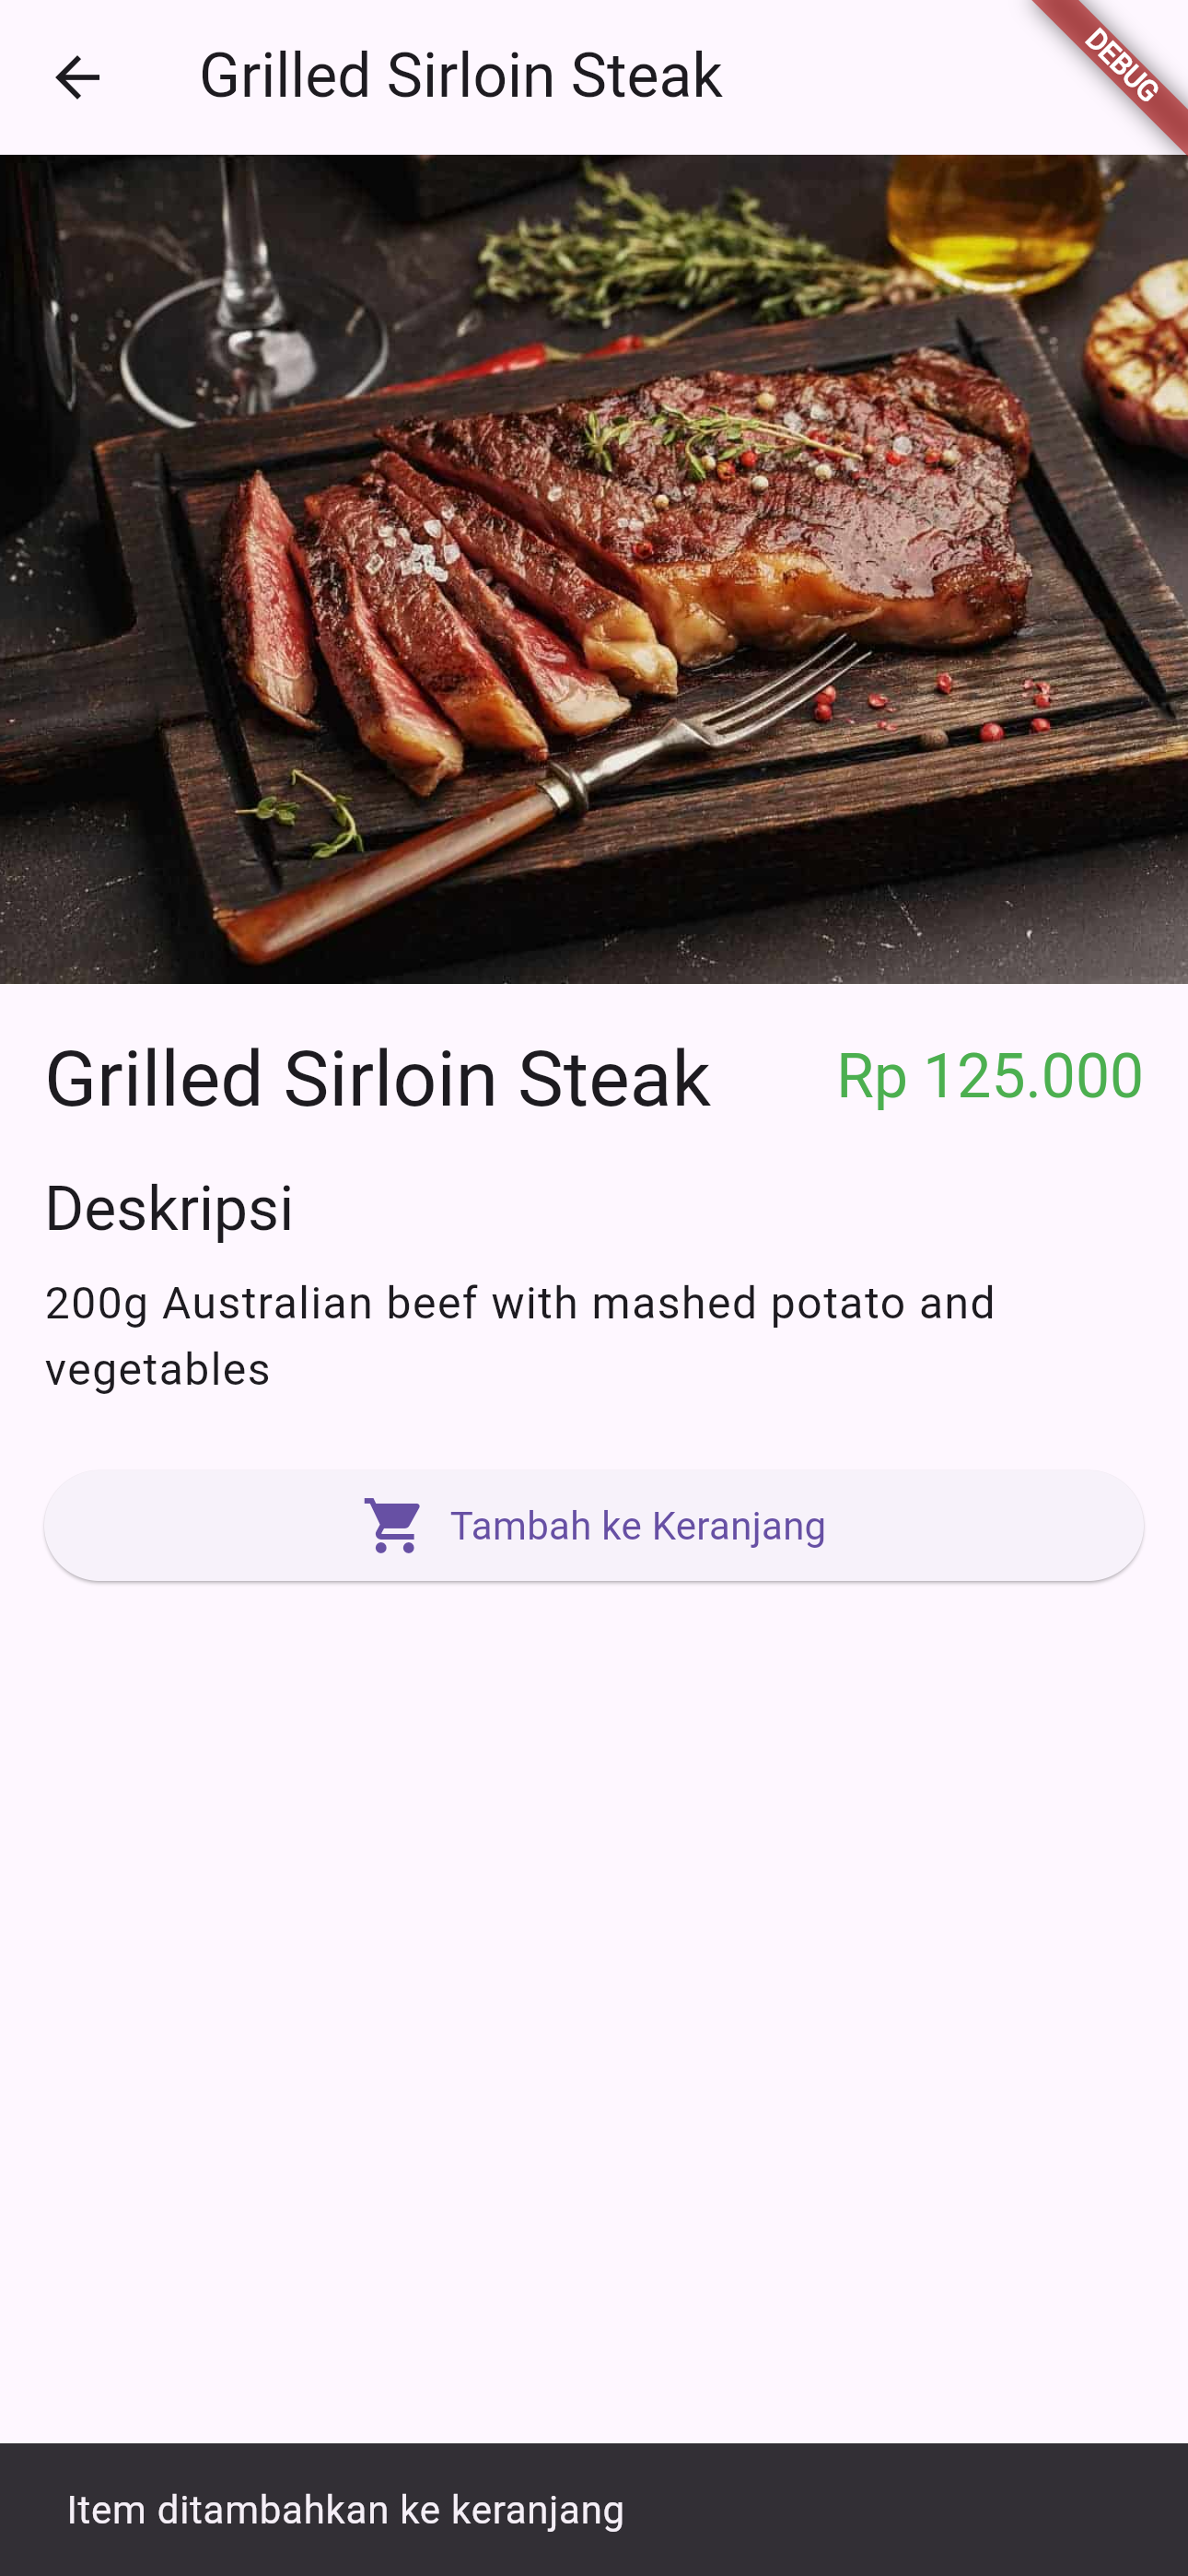 Grilled Sirloin Steak
DEBUG
Grilled Sirloin Steak
Rp 125.000
Deskripsi
200g Australian beef with mashed potato and
vegetables
Tambah ke Keranjang
Item ditambahkan ke keranjang